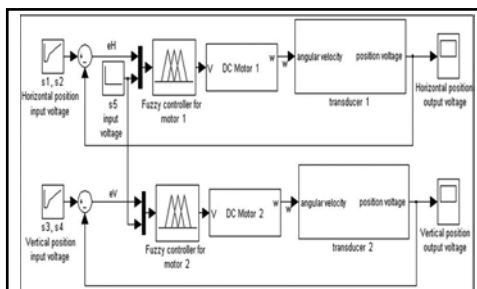 eH
s1, s2
Horizontal position
input voltage
s5
input
voltage
Fuzzy controller for
motor 1
V
DC Motor 1
w
w
angular velocity
position voltage
transducer 1
Horizontal position
output voltage
eV
s3, s4
Vertical position
input voltage
Fuzzy controller for
motor 2
V
DC Motor 2
w
w
angular velocity
position voltage
transducer 2
Vertical position
output voltage